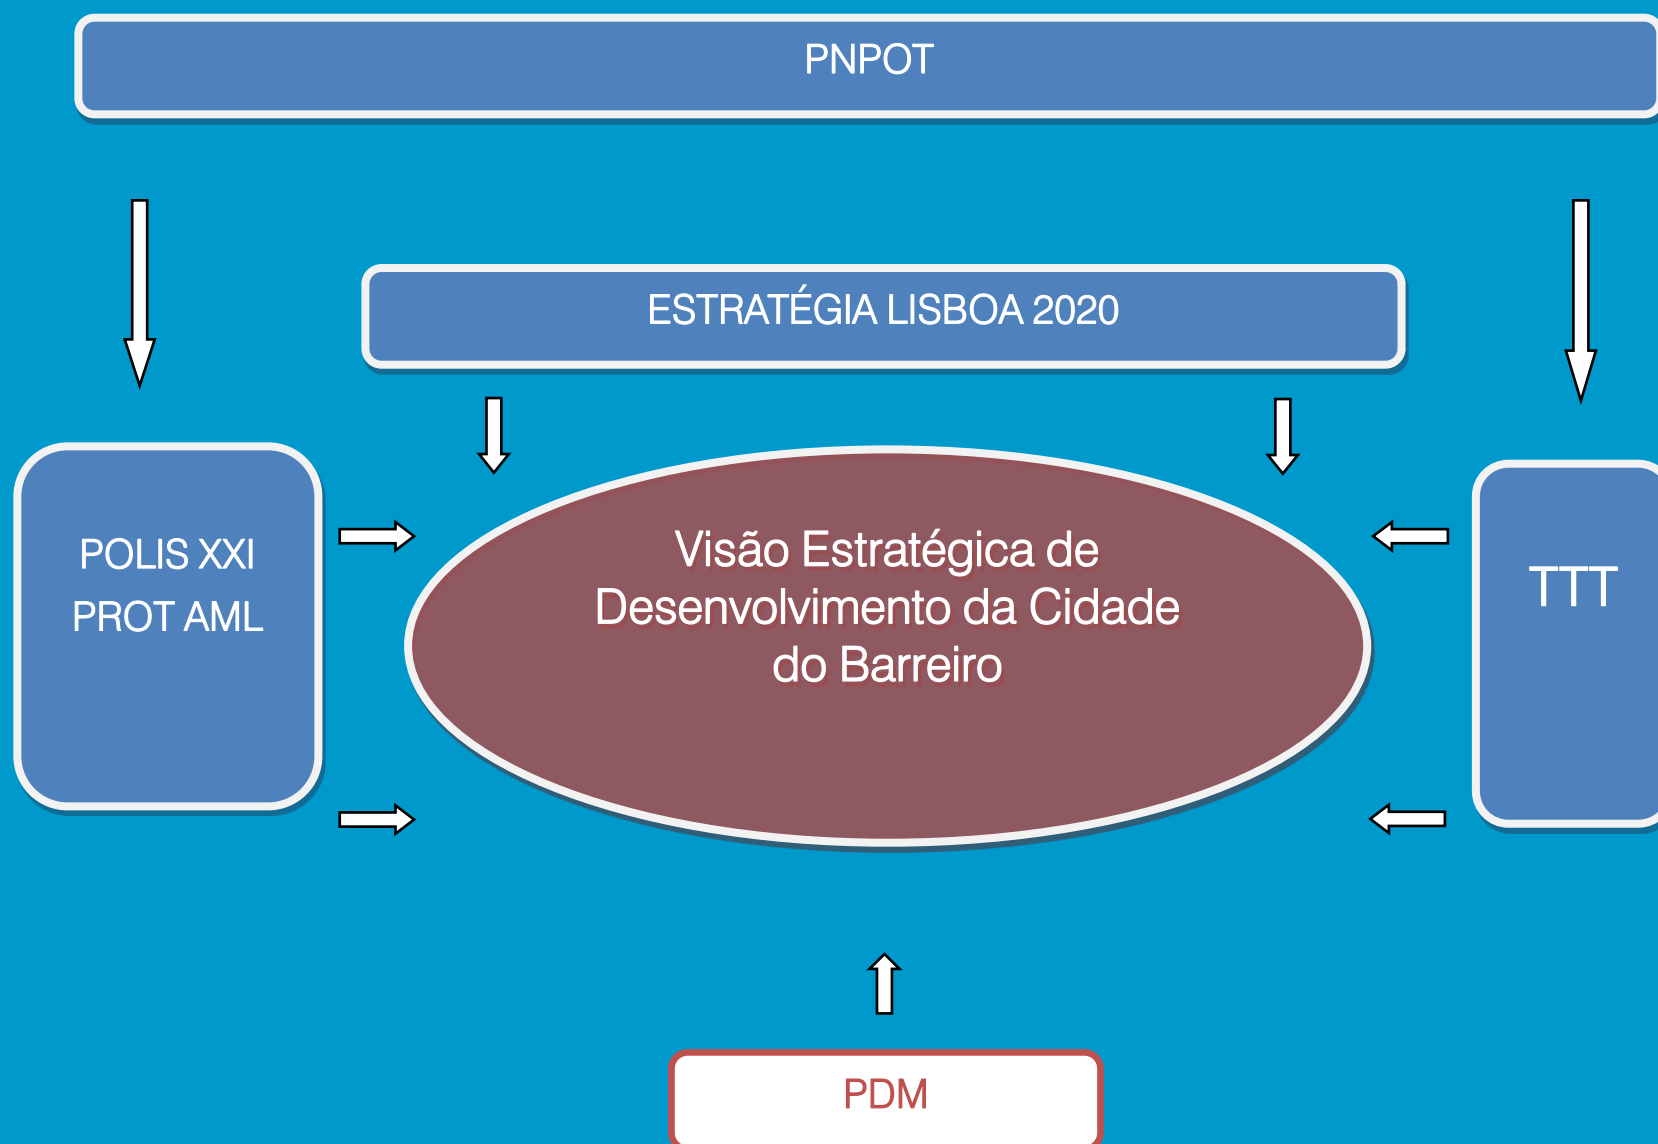 PNPOT
ESTRATÉGIA LISBOA 2020
POLIS XXI
PROT AML
Visão Estratégica de
Desenvolvimento da Cidade
do Barreiro
TTT
PDM